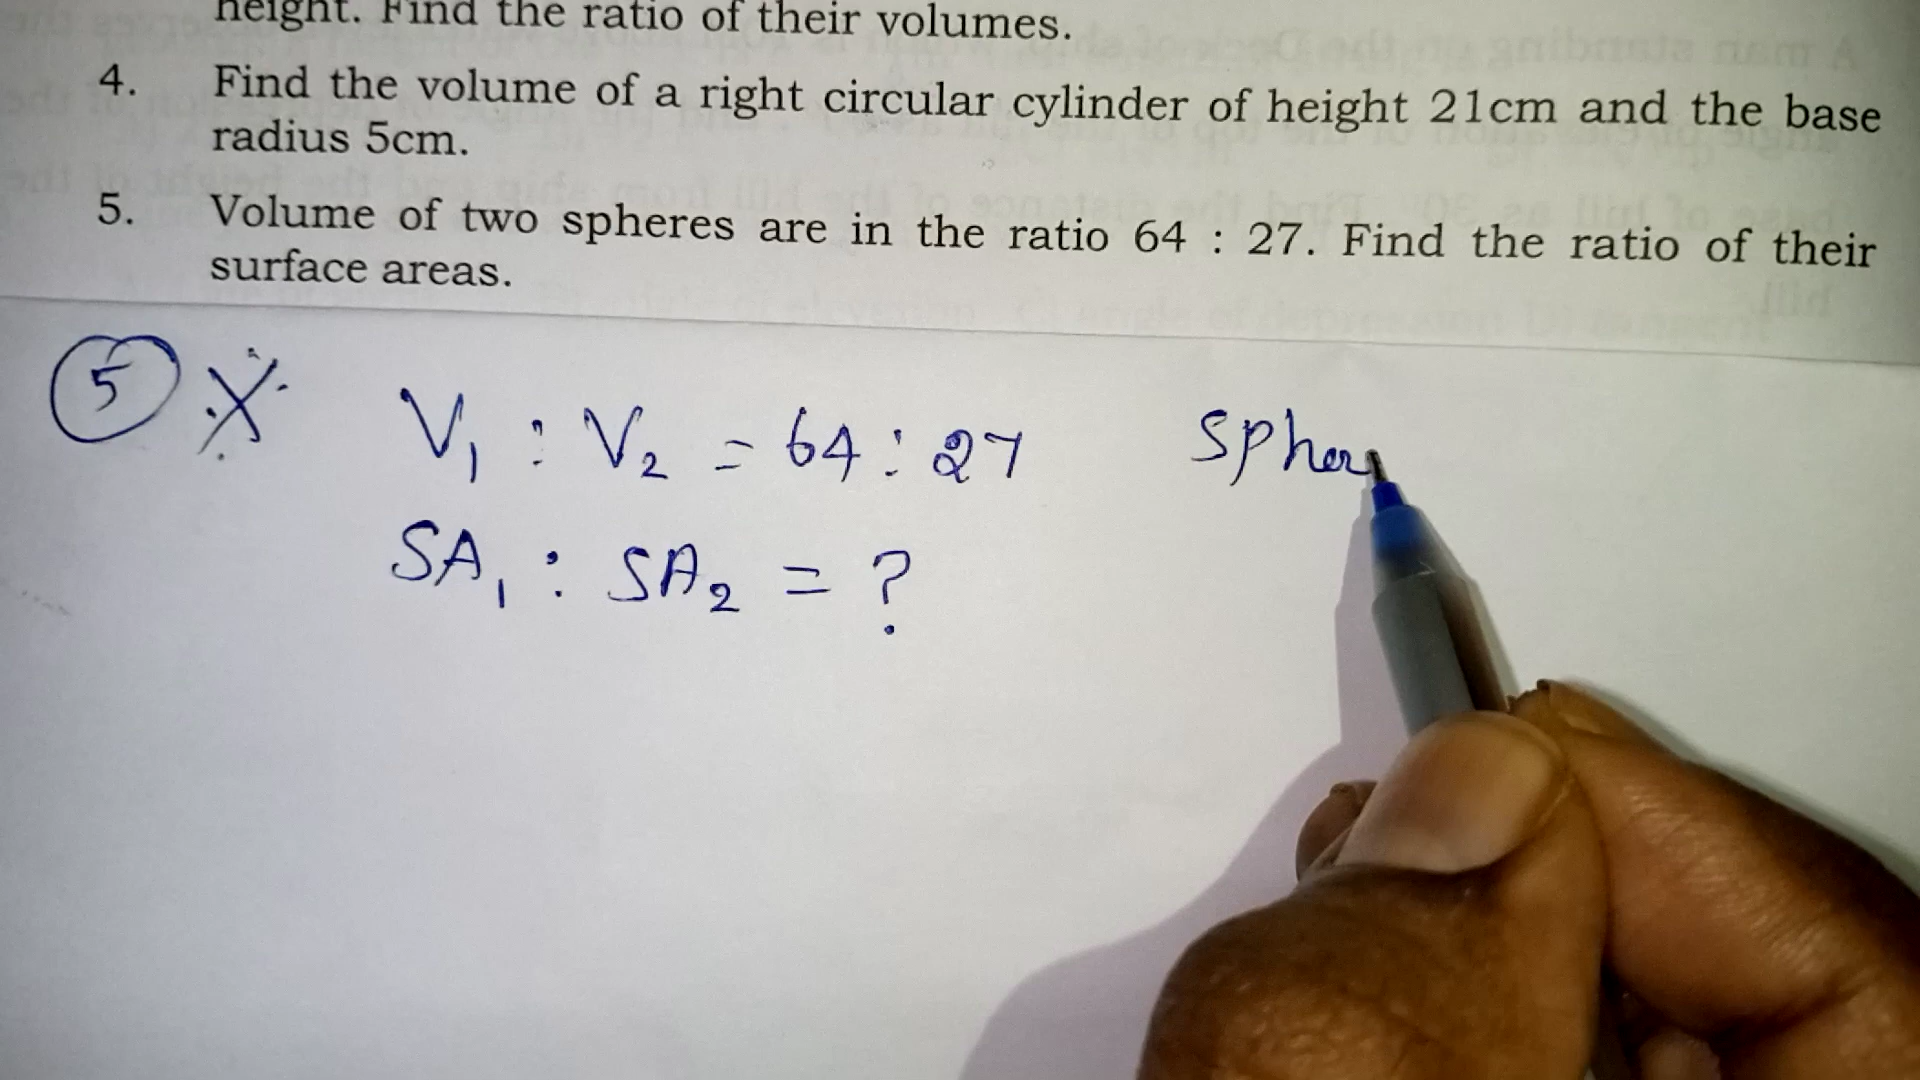 height. Find the ratio of their volumes.
4. Find the volume of a right circular cylinder of height 21cm and the base
radius 5cm.
5. Volume of two spheres are in the ratio 64 : 27. Find the ratio of their
surface areas.
5 V1 : V2 = 64 : 27 Spher
SA1 : SA2 = ?